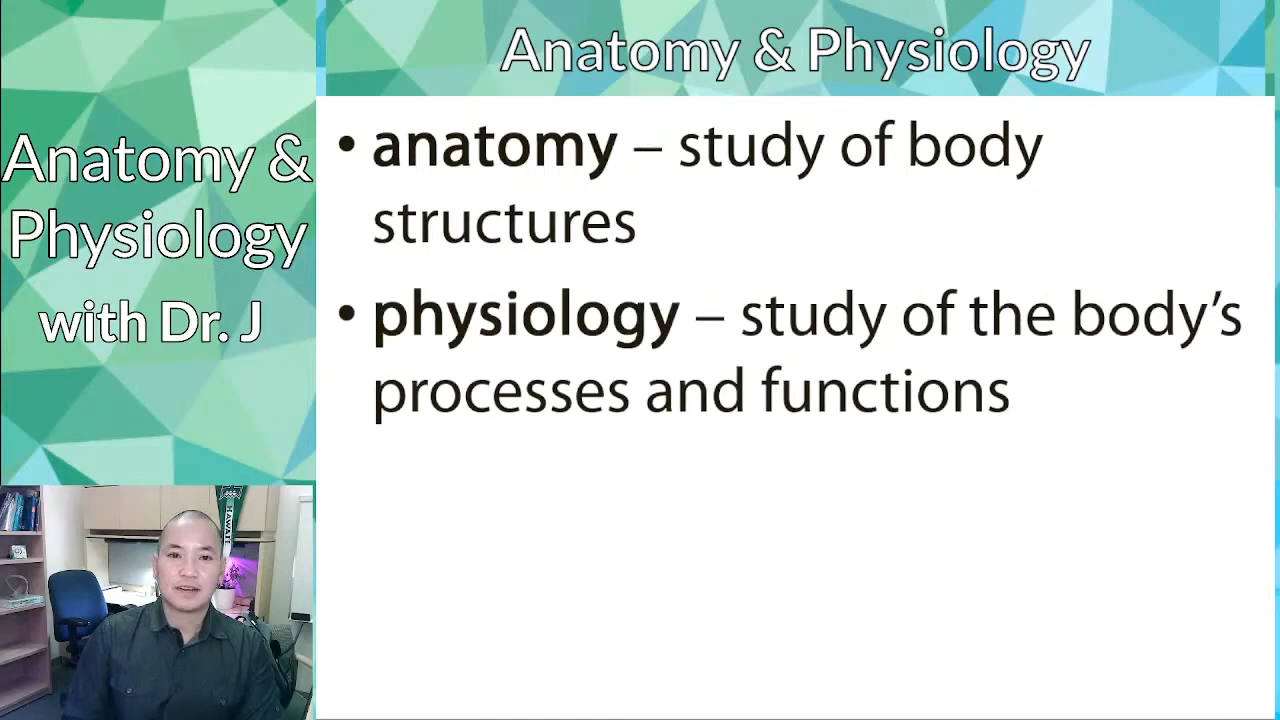 Anatomy & Physiology
Anatomy &
Physiology
with Dr. J
• anatomy – study of body
structures
• physiology – study of the body’s
processes and functions
HAWAI'I